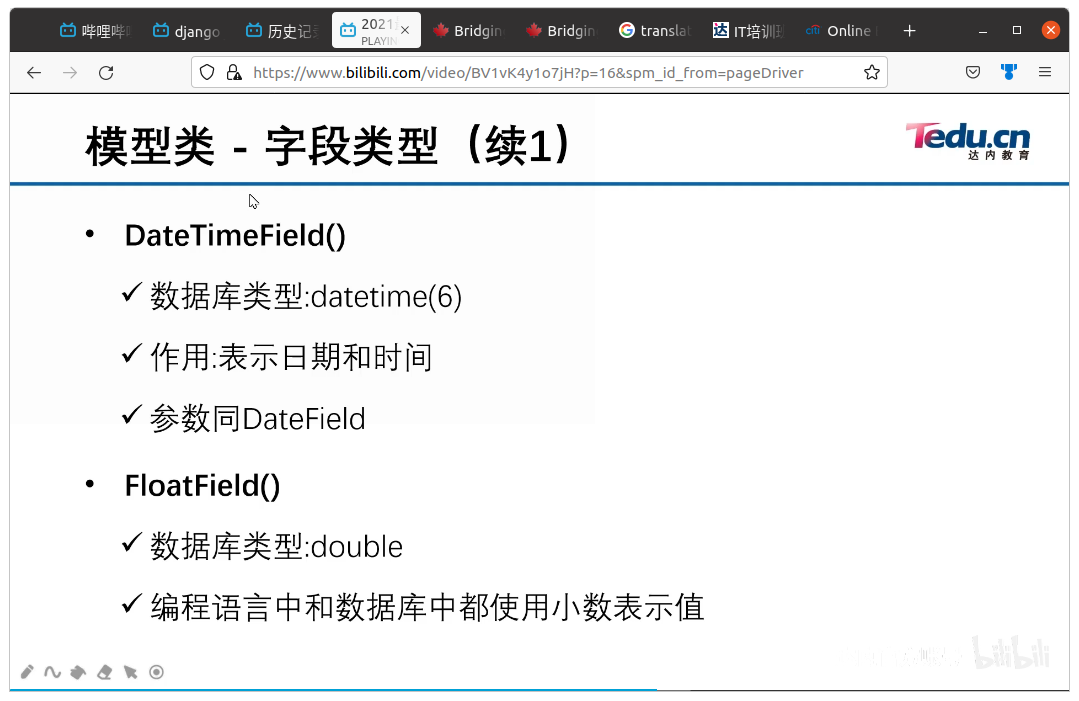 哔哩哔
django
历史记
2021
PLAYIN
Bridgin
Bridgin
translat
IT培训
citi Online
https://www.bilibili.com/video/BV1vK4y1o7jH?p=16&spm_id_from=pageDriver
模型类 - 字段类型（续1）
Tedu.cn
达内教育
• DateTimeField()
✓ 数据库类型:datetime(6)
✓ 作用:表示日期和时间
✓ 参数同DateField
• FloatField()
✓ 数据库类型:double
✓ 编程语言中和数据库中都使用小数表示值
bilibili